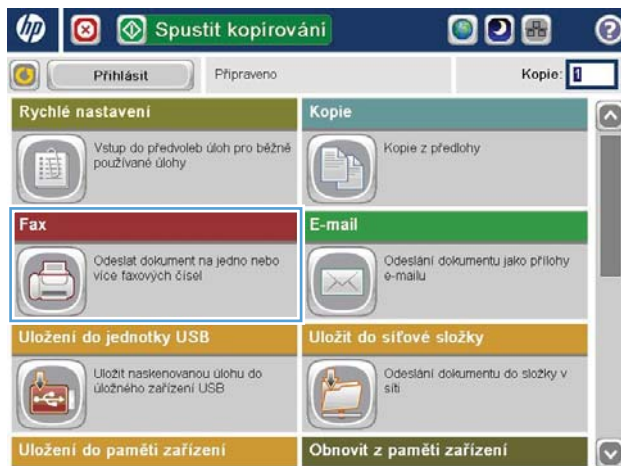 hp
Spustit kopírování
?
Přihlásit
Připraveno
Kopie: 1
Rychlé nastavení
Vstup do předvoleb úloh pro běžně
používané úlohy
Kopie
Kopie z předlohy
Fax
Odeslat dokument na jedno nebo
více faxových čísel
E-mail
Odeslání dokumentu jako přílohy
e-mailu
Uložení do jednotky USB
Uložit naskenovanou úlohu do
úložného zařízení USB
Uložit do síťové složky
Odeslání dokumentu do složky v
síti
Uložení do paměti zařízení
Obnovit z paměti zařízení